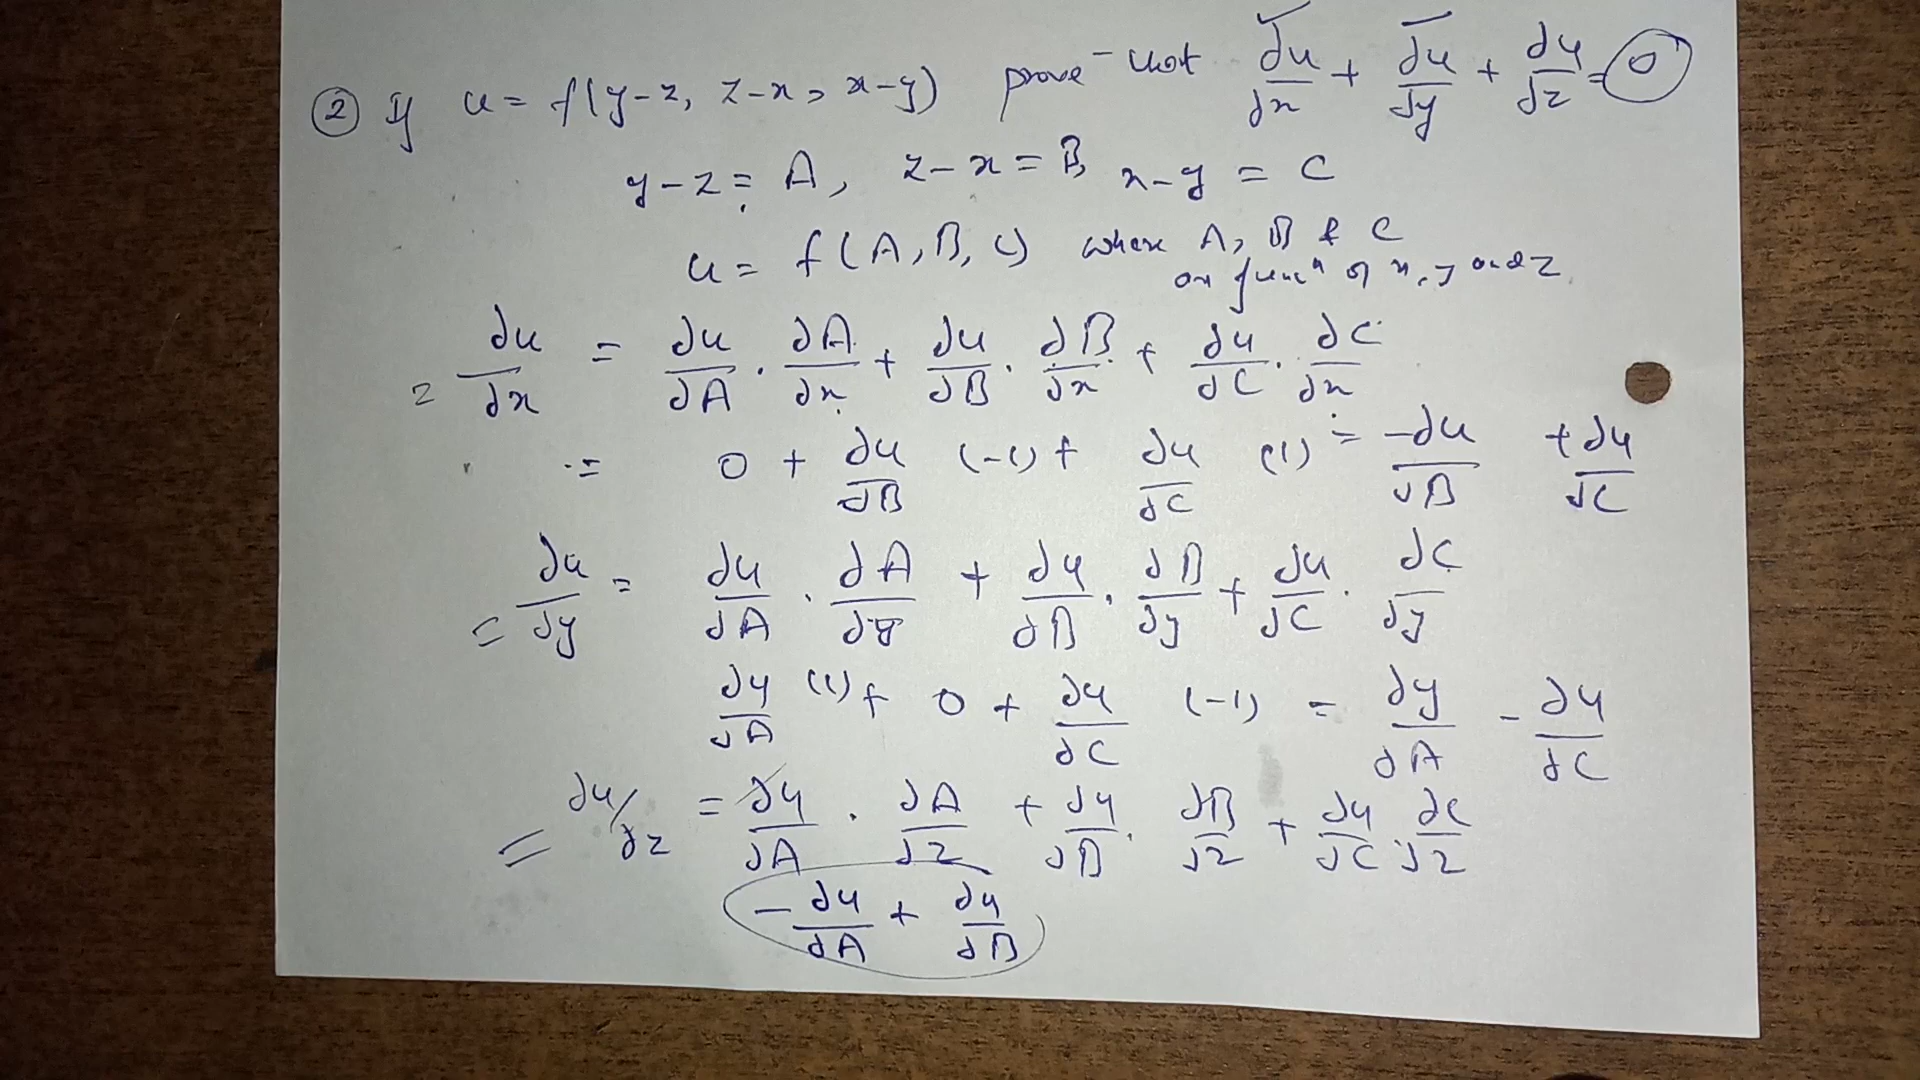 ② If u = f(y-z, z-x, x-y) prove that ∂u/∂x + ∂u/∂y + ∂u/∂z = 0
y-z = A, z-x = B, x-y = C
u = f(A, B, C) where A, B & C
are funcⁿ of x, y and z.
= ∂u/∂x = ∂u/∂A · ∂A/∂x + ∂u/∂B · ∂B/∂x + ∂u/∂C · ∂C/∂x
= 0 + ∂u/∂B (-1) + ∂u/∂C (1) = -∂u/∂B + ∂u/∂C
= ∂u/∂y = ∂u/∂A · ∂A/∂y + ∂u/∂B · ∂B/∂y + ∂u/∂C · ∂C/∂y
∂u/∂A (1) + 0 + ∂u/∂C (-1) = ∂u/∂A - ∂u/∂C
= ∂u/∂z = ∂u/∂A · ∂A/∂z + ∂u/∂B · ∂B/∂z + ∂u/∂C · ∂C/∂z
-∂u/∂A + ∂u/∂B